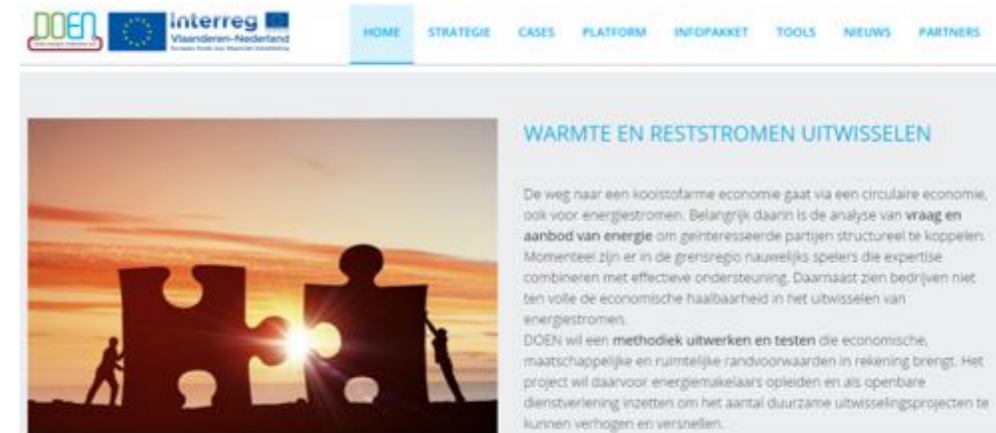 DOEN
Interreg
Vlaanderen-Nederland
HOME STRATEGIE CASES PLATFORM INFOPAKKET TOOLS NIEUWS PARTNERS
WARMTE EN RESTSTROMEN UITWISSELEN
De weg naar een koolstofarme economie gaat via een circulaire economie,
ook voor energiestromen. Belangrijk daarin is de analyse van vraag en
aanbod van energie om geïnteresseerde partijen structureel te koppelen.
Momenteel zijn er in de grensregio nauwelijks spelers die expertise
combineren met effectieve ondersteuning. Daarnaast zien bedrijven niet
ten volle de economische haalbaarheid in het uitwisselen van
energiestromen.
DOEN wil een methodiek uitwerken en testen die economische,
maatschappelijke en ruimtelijke randvoorwaarden in rekening brengt. Het
project wil daarvoor energiemakelaars opleiden en als openbare
dienstverlening inzetten om het aantal duurzame uitwisselingsprojecten te
kunnen verhogen en versnellen.